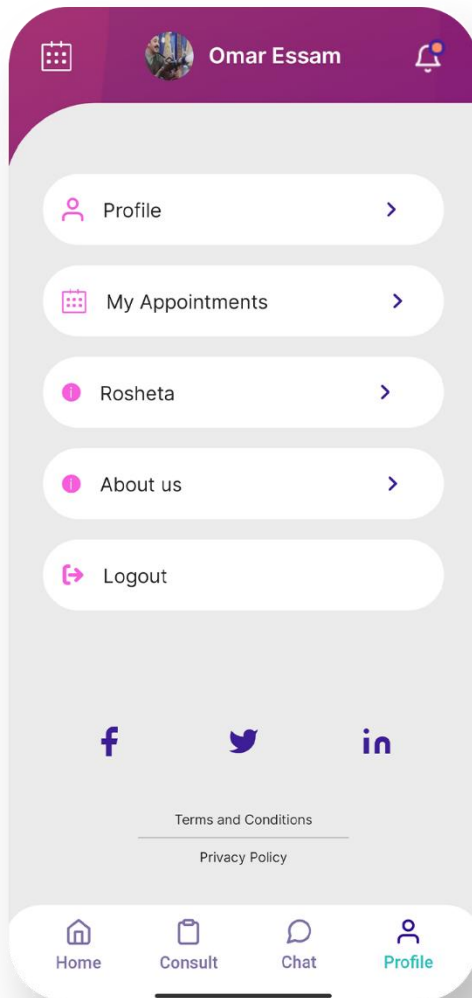 Omar Essam
Profile
My Appointments
Rosheta
About us
Logout
Terms and Conditions
Privacy Policy
Home Consult Chat Profile